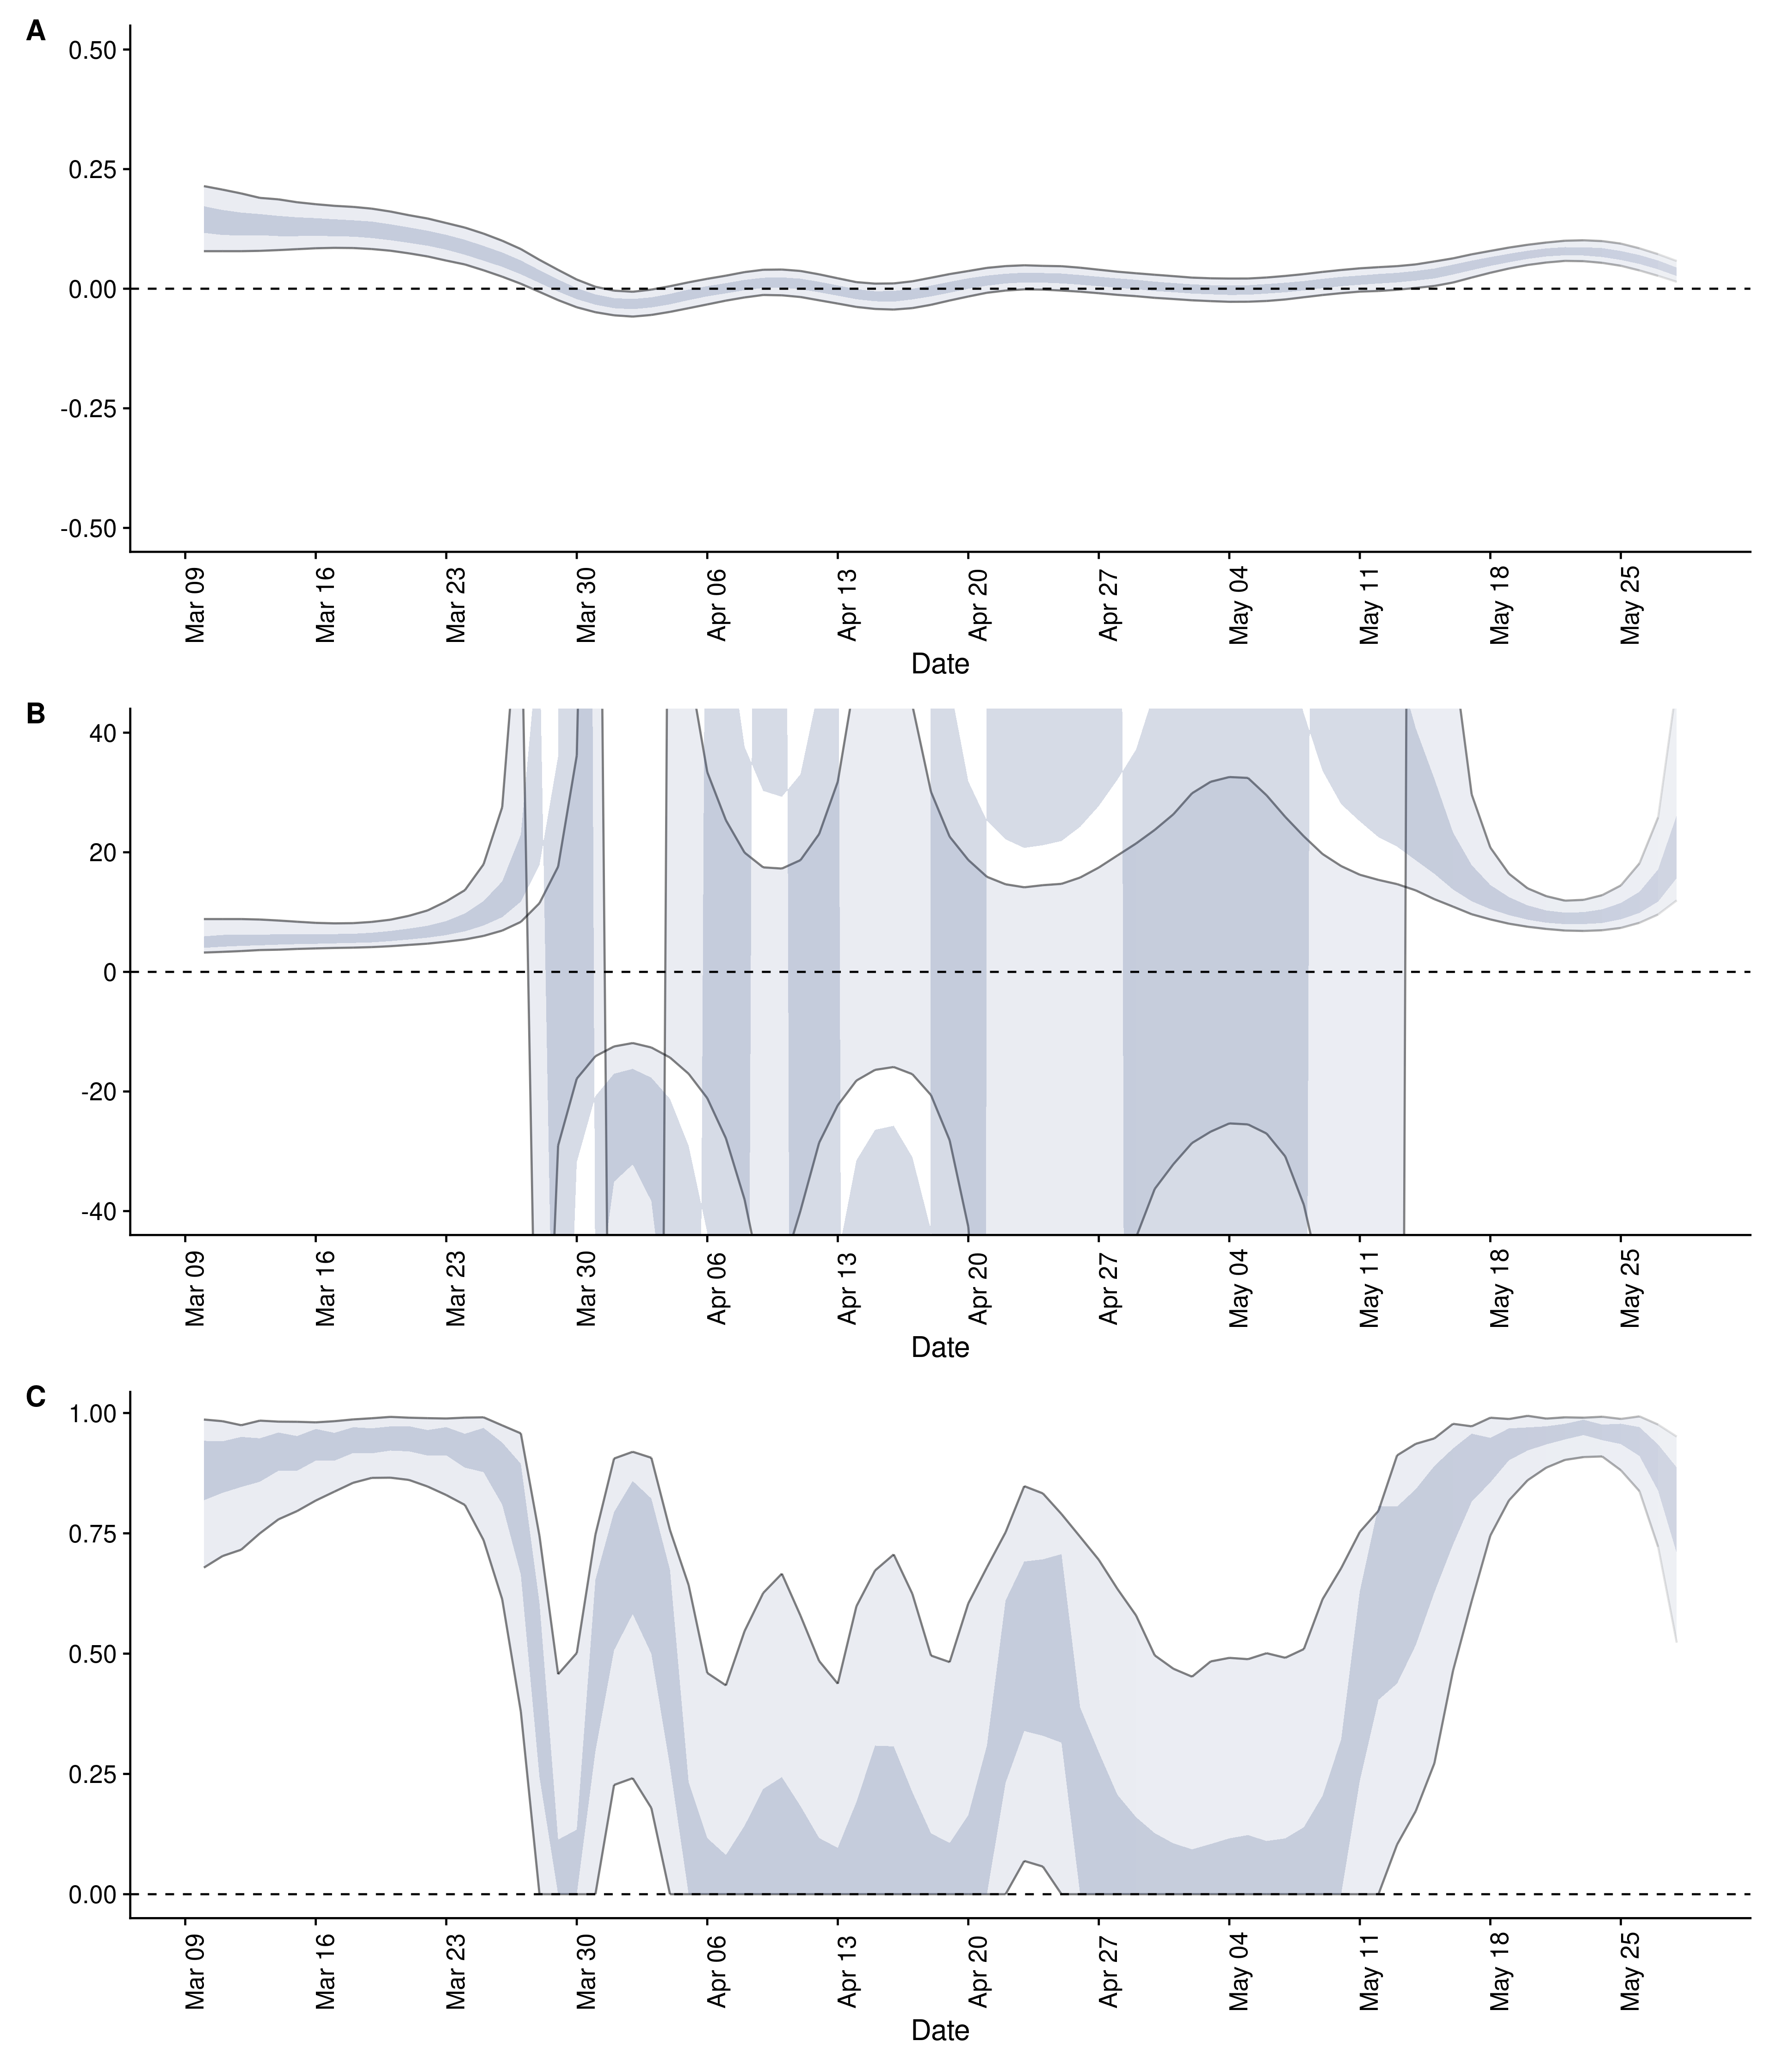 A
0.50
0.25
0.00
-0.25
-0.50
Mar 09
Mar 16
Mar 23
Mar 30
Apr 06
Apr 13
Apr 20
Apr 27
May 04
May 11
May 18
May 25
Date
B
40
20
0
-20
-40
Mar 09
Mar 16
Mar 23
Mar 30
Apr 06
Apr 13
Apr 20
Apr 27
May 04
May 11
May 18
May 25
Date
C
1.00
0.75
0.50
0.25
0.00
Mar 09
Mar 16
Mar 23
Mar 30
Apr 06
Apr 13
Apr 20
Apr 27
May 04
May 11
May 18
May 25
Date